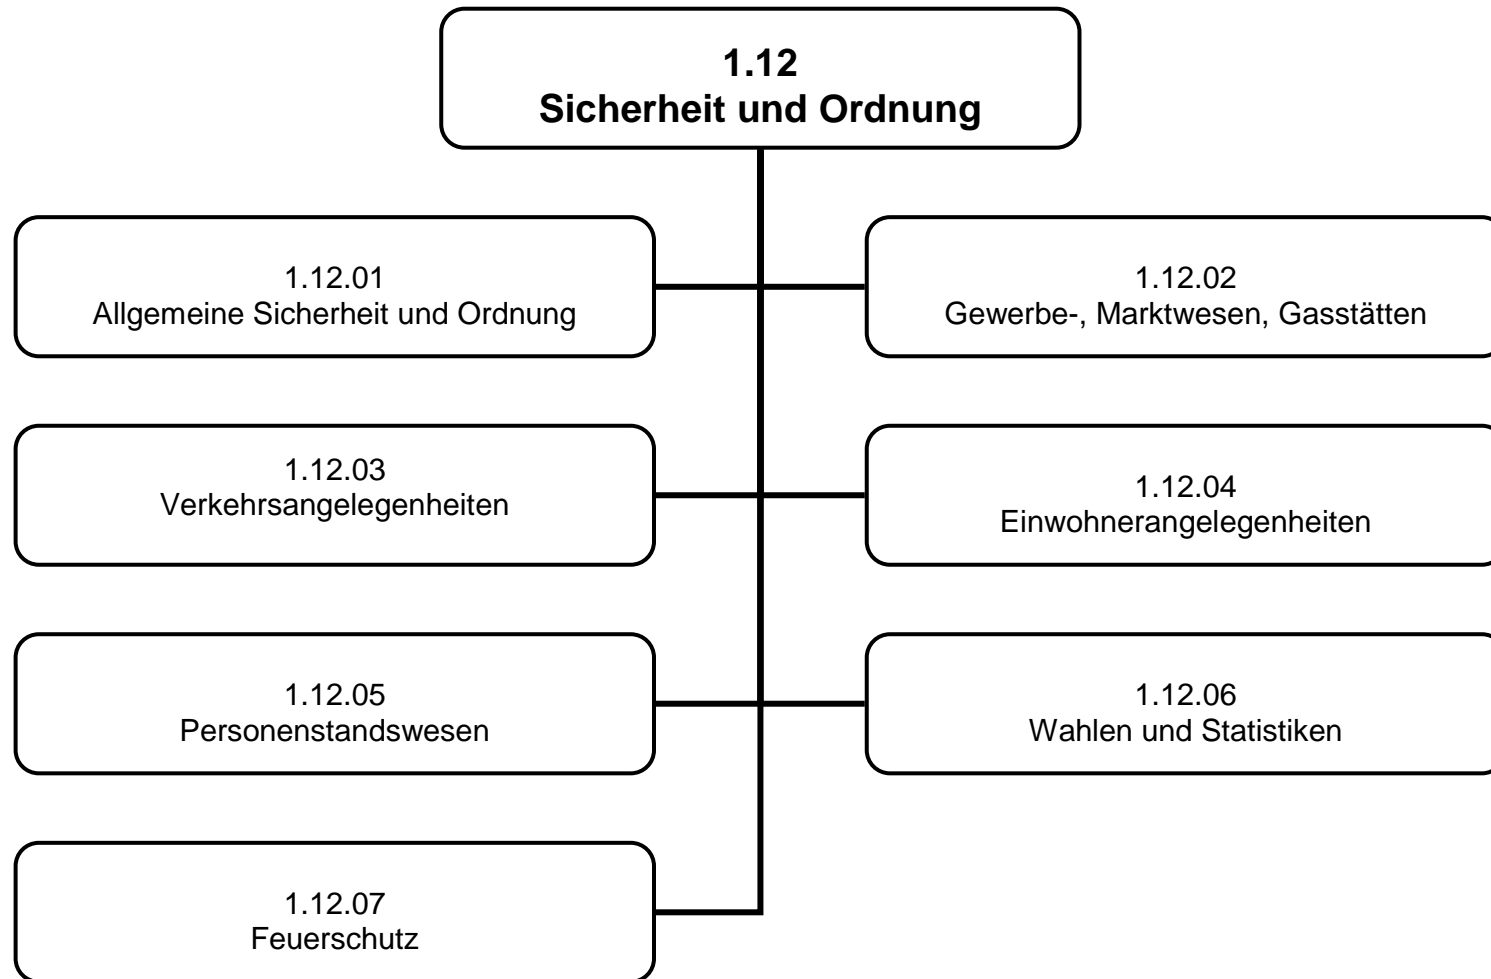 1.12
Sicherheit und Ordnung
1.12.01
Allgemeine Sicherheit und Ordnung
1.12.02
Gewerbe-, Marktwesen, Gasstätten
1.12.03
Verkehrsangelegenheiten
1.12.04
Einwohnerangelegenheiten
1.12.05
Personenstandswesen
1.12.06
Wahlen und Statistiken
1.12.07
Feuerschutz